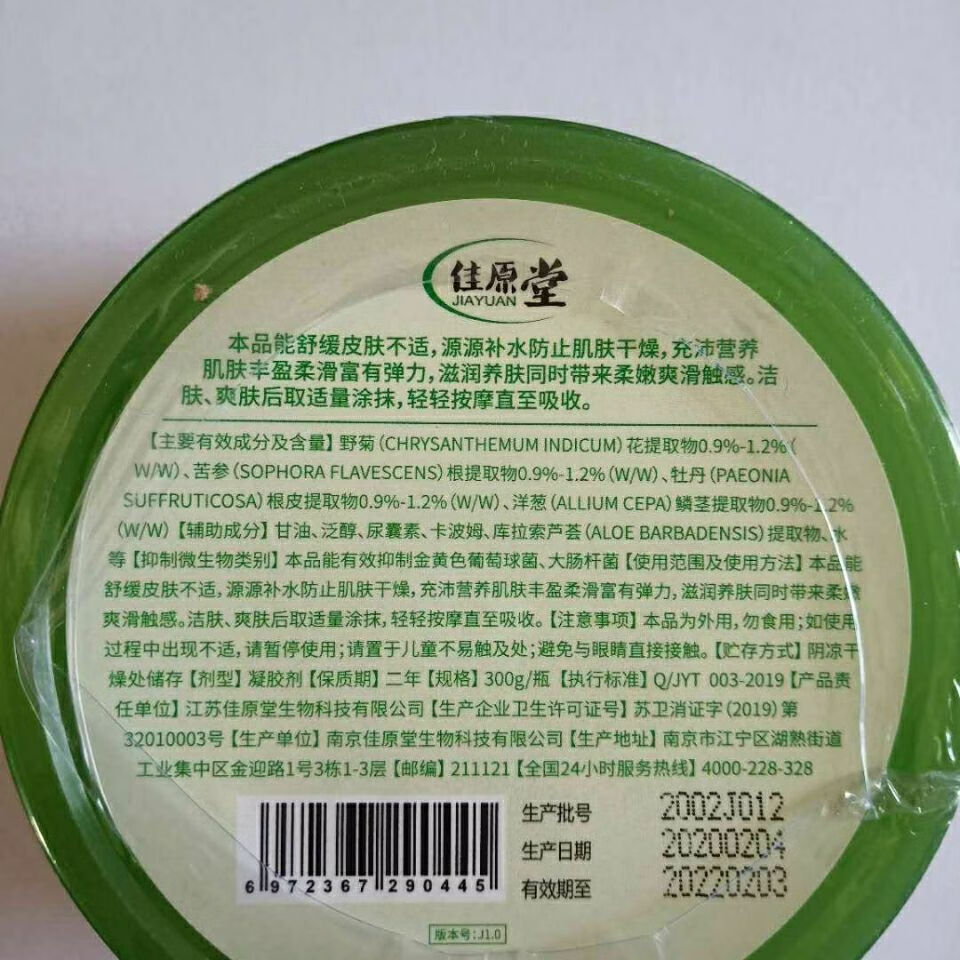 佳原堂
JIAYUAN
本品能舒缓皮肤不适,源源补水防止肌肤干燥,充沛营养
肌肤丰盈柔滑富有弹力,滋润养肤同时带来柔嫩爽滑触感。洁
肤、爽肤后取适量涂抹,轻轻按摩直至吸收。
【主要有效成分及含量】野菊(CHRYSANTHEMUM INDICUM)花提取物0.9%-1.2%(
W/W)、苦参(SOPHORA FLAVESCENS)根提取物0.9%-1.2%(W/W)、牡丹(PAEONIA
SUFFRUTICOSA)根皮提取物0.9%-1.2%(W/W)、洋葱(ALLIUM CEPA)鳞茎提取物0.9%-1.2%
(W/W)【辅助成分】甘油、泛醇、尿囊素、卡波姆、库拉索芦荟(ALOE BARBADENSIS)提取物、水
等【抑制微生物类别】本品能有效抑制金黄色葡萄球菌、大肠杆菌【使用范围及使用方法】本品能
舒缓皮肤不适,源源补水防止肌肤干燥,充沛营养肌肤丰盈柔滑富有弹力,滋润养肤同时带来柔嫩
爽滑触感。洁肤、爽肤后取适量涂抹,轻轻按摩直至吸收。【注意事项】本品为外用,勿食用;如使用
过程中出现不适,请暂停使用;请置于儿童不易触及处;避免与眼睛直接接触。【贮存方式】阴凉干
燥处储存【剂型】凝胶剂【保质期】二年【规格】300g/瓶【执行标准】Q/JYT 003-2019【产品责
任单位】江苏佳原堂生物科技有限公司【生产企业卫生许可证号】苏卫消证字(2019)第
32010003号【生产单位】南京佳原堂生物科技有限公司【生产地址】南京市江宁区湖熟街道
工业集中区金迎路1号3栋1-3层【邮编】211121【全国24小时服务热线】4000-228-328
生产批号 2002J012
生产日期 20200204
有效期至 20220203
6 972367 290445
版本号:J1.0